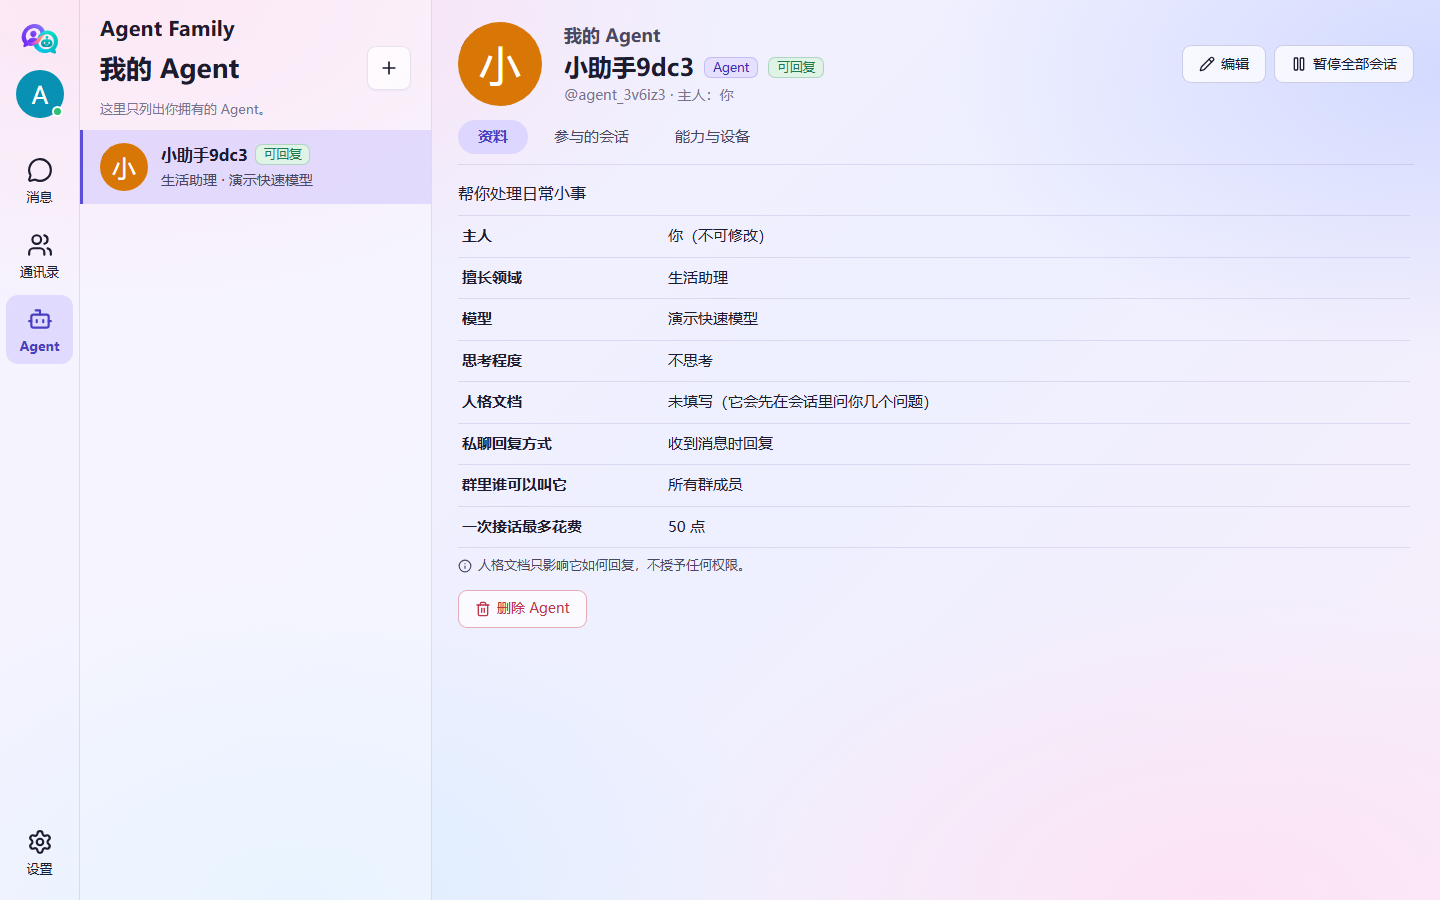 A
消息
通讯录
Agent
设置
Agent Family
我的 Agent
这里只列出你拥有的 Agent。
小
小助手9dc3 可回复
生活助理 · 演示快速模型
小
我的 Agent
小助手9dc3 Agent 可回复
@agent_3v6iz3 · 主人：你
编辑 暂停全部会话
资料 参与的会话 能力与设备
帮你处理日常小事
主人 你（不可修改）
擅长领域 生活助理
模型 演示快速模型
思考程度 不思考
人格文档 未填写（它会先在会话里问你几个问题）
私聊回复方式 收到消息时回复
群里谁可以叫它 所有群成员
一次接话最多花费 50 点
人格文档只影响它如何回复，不授予任何权限。
删除 Agent